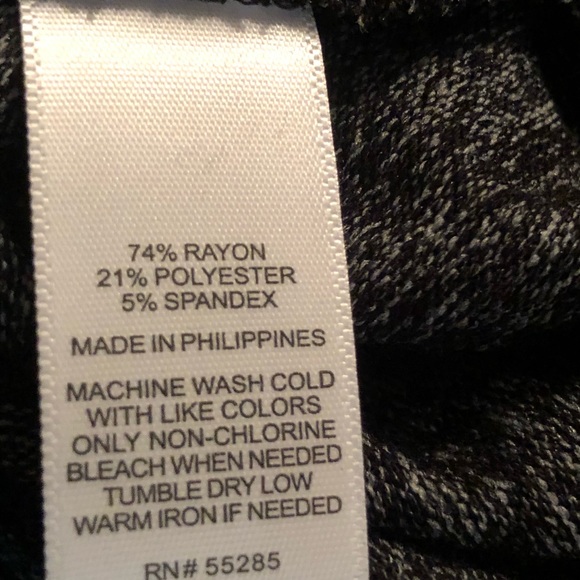 74% RAYON
21% POLYESTER
5% SPANDEX
MADE IN PHILIPPINES
MACHINE WASH COLD
WITH LIKE COLORS
ONLY NON-CHLORINE
BLEACH WHEN NEEDED
TUMBLE DRY LOW
WARM IRON IF NEEDED
RN# 55285